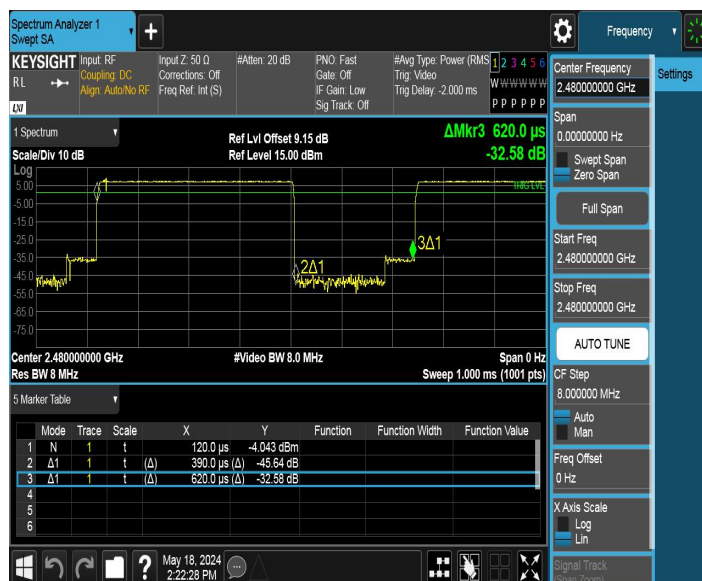 Spectrum Analyzer 1
Swept SA
+
Frequency
KEYSIGHT
RL
LXI
Input: RF
Coupling: DC
Align: Auto/No RF
Input Z: 50 Ω
Corrections: Off
Freq Ref: Int (S)
#Atten: 20 dB
PNO: Fast
Gate: Off
IF Gain: Low
Sig Track: Off
#Avg Type: Power (RMS
Trig: Video
Trig Delay: -2.000 ms
1 2 3 4 5 6
W W W W W W
P P P P P P
1 Spectrum
Scale/Div 10 dB
Log
Ref Lvl Offset 9.15 dB
Ref Level 15.00 dBm
ΔMkr3 620.0 µs
-32.58 dB
5.00
-5.00
-15.0
-25.0
-35.0
-45.0
-55.0
-65.0
-75.0
1
2Δ1
3Δ1
TRIG LVL
Center 2.480000000 GHz
Res BW 8 MHz
#Video BW 8.0 MHz
Span 0 Hz
Sweep 1.000 ms (1001 pts)
5 Marker Table
Mode Trace Scale X Y Function Function Width Function Value
1 N 1 t 120.0 µs -4.043 dBm
2 Δ1 1 t (Δ) 390.0 µs (Δ) -45.64 dB
3 Δ1 1 t (Δ) 620.0 µs (Δ) -32.58 dB
4
5
6
?
May 18, 2024
2:22:28 PM
Center Frequency
2.480000000 GHz
Settings
Span
0.00000000 Hz
Swept Span
Zero Span
Full Span
Start Freq
2.480000000 GHz
Stop Freq
2.480000000 GHz
AUTO TUNE
CF Step
8.000000 MHz
Auto
Man
Freq Offset
0 Hz
X Axis Scale
Log
Lin
Signal Track
(Span Zoom)